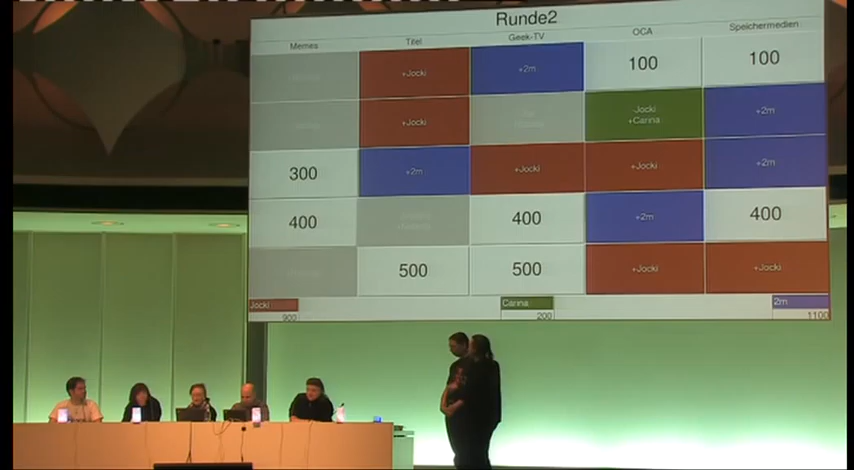 Runde2
Memes Titel Geek-TV OCA Speichermedien
+Jocki +2m 100 100
+Jocki -Jocki +2m
+Carina
300 +2m +Jocki +Jocki +2m
400 400 +2m 400
500 500 +Jocki +Jocki
Jocki Carina 2m
900 200 1100